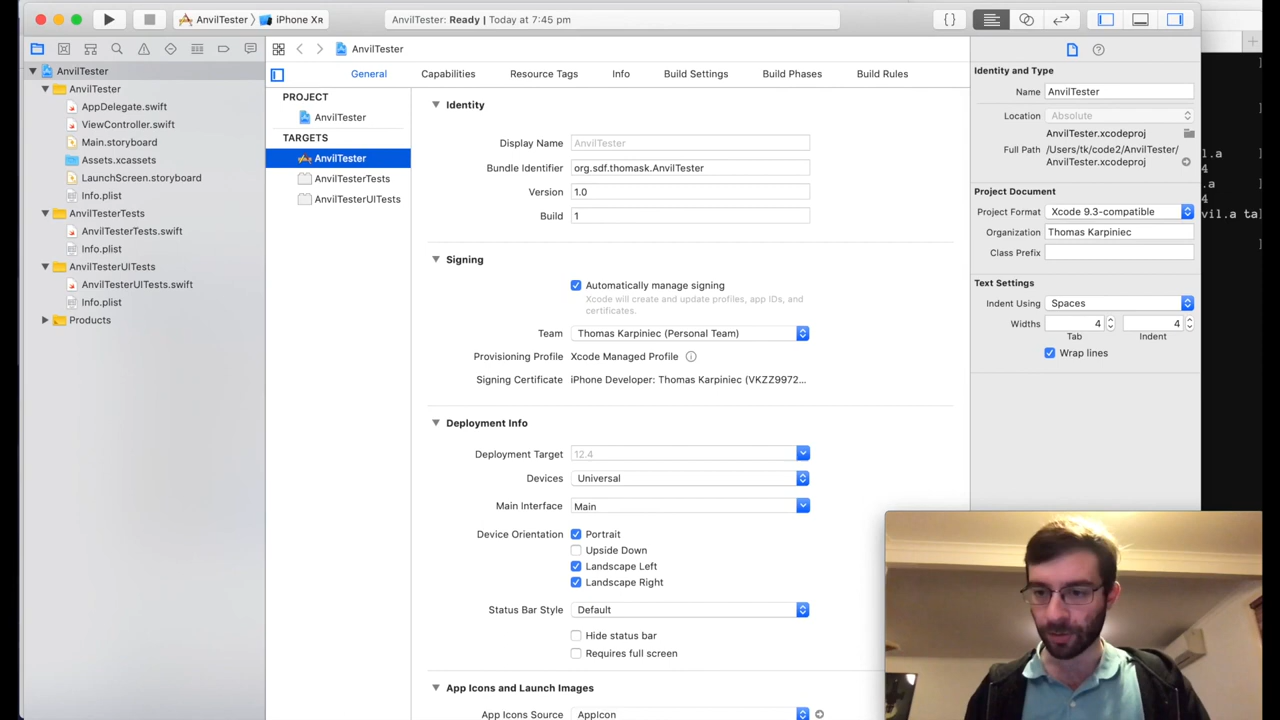 AnvilTester
iPhone XR
AnvilTester: Ready | Today at 7:45 pm
AnvilTester
AnvilTester
AppDelegate.swift
ViewController.swift
Main.storyboard
Assets.xcassets
LaunchScreen.storyboard
Info.plist
AnvilTesterTests
AnvilTesterTests.swift
Info.plist
AnvilTesterUITests
AnvilTesterUITests.swift
Info.plist
Products
AnvilTester
General
Capabilities
Resource Tags
Info
Build Settings
Build Phases
Build Rules
PROJECT
AnvilTester
TARGETS
AnvilTester
AnvilTesterTests
AnvilTesterUITests
Identity
Display Name AnvilTester
Bundle Identifier org.sdf.thomask.AnvilTester
Version 1.0
Build 1
Signing
Automatically manage signing
Xcode will create and update profiles, app IDs, and
certificates.
Team Thomas Karpiniec (Personal Team)
Provisioning Profile Xcode Managed Profile
Signing Certificate iPhone Developer: Thomas Karpiniec (VKZZ9972...
Deployment Info
Deployment Target 12.4
Devices Universal
Main Interface Main
Device Orientation Portrait
Upside Down
Landscape Left
Landscape Right
Status Bar Style Default
Hide status bar
Requires full screen
App Icons and Launch Images
App Icons Source AppIcon
Identity and Type
Name AnvilTester
Location Absolute
AnvilTester.xcodeproj
Full Path /Users/tk/code2/AnvilTester/
AnvilTester.xcodeproj
Project Document
Project Format Xcode 9.3-compatible
Organization Thomas Karpiniec
Class Prefix
Text Settings
Indent Using Spaces
Widths 4 4
Tab Indent
Wrap lines
l.a
4
.a
4
vil.a ta